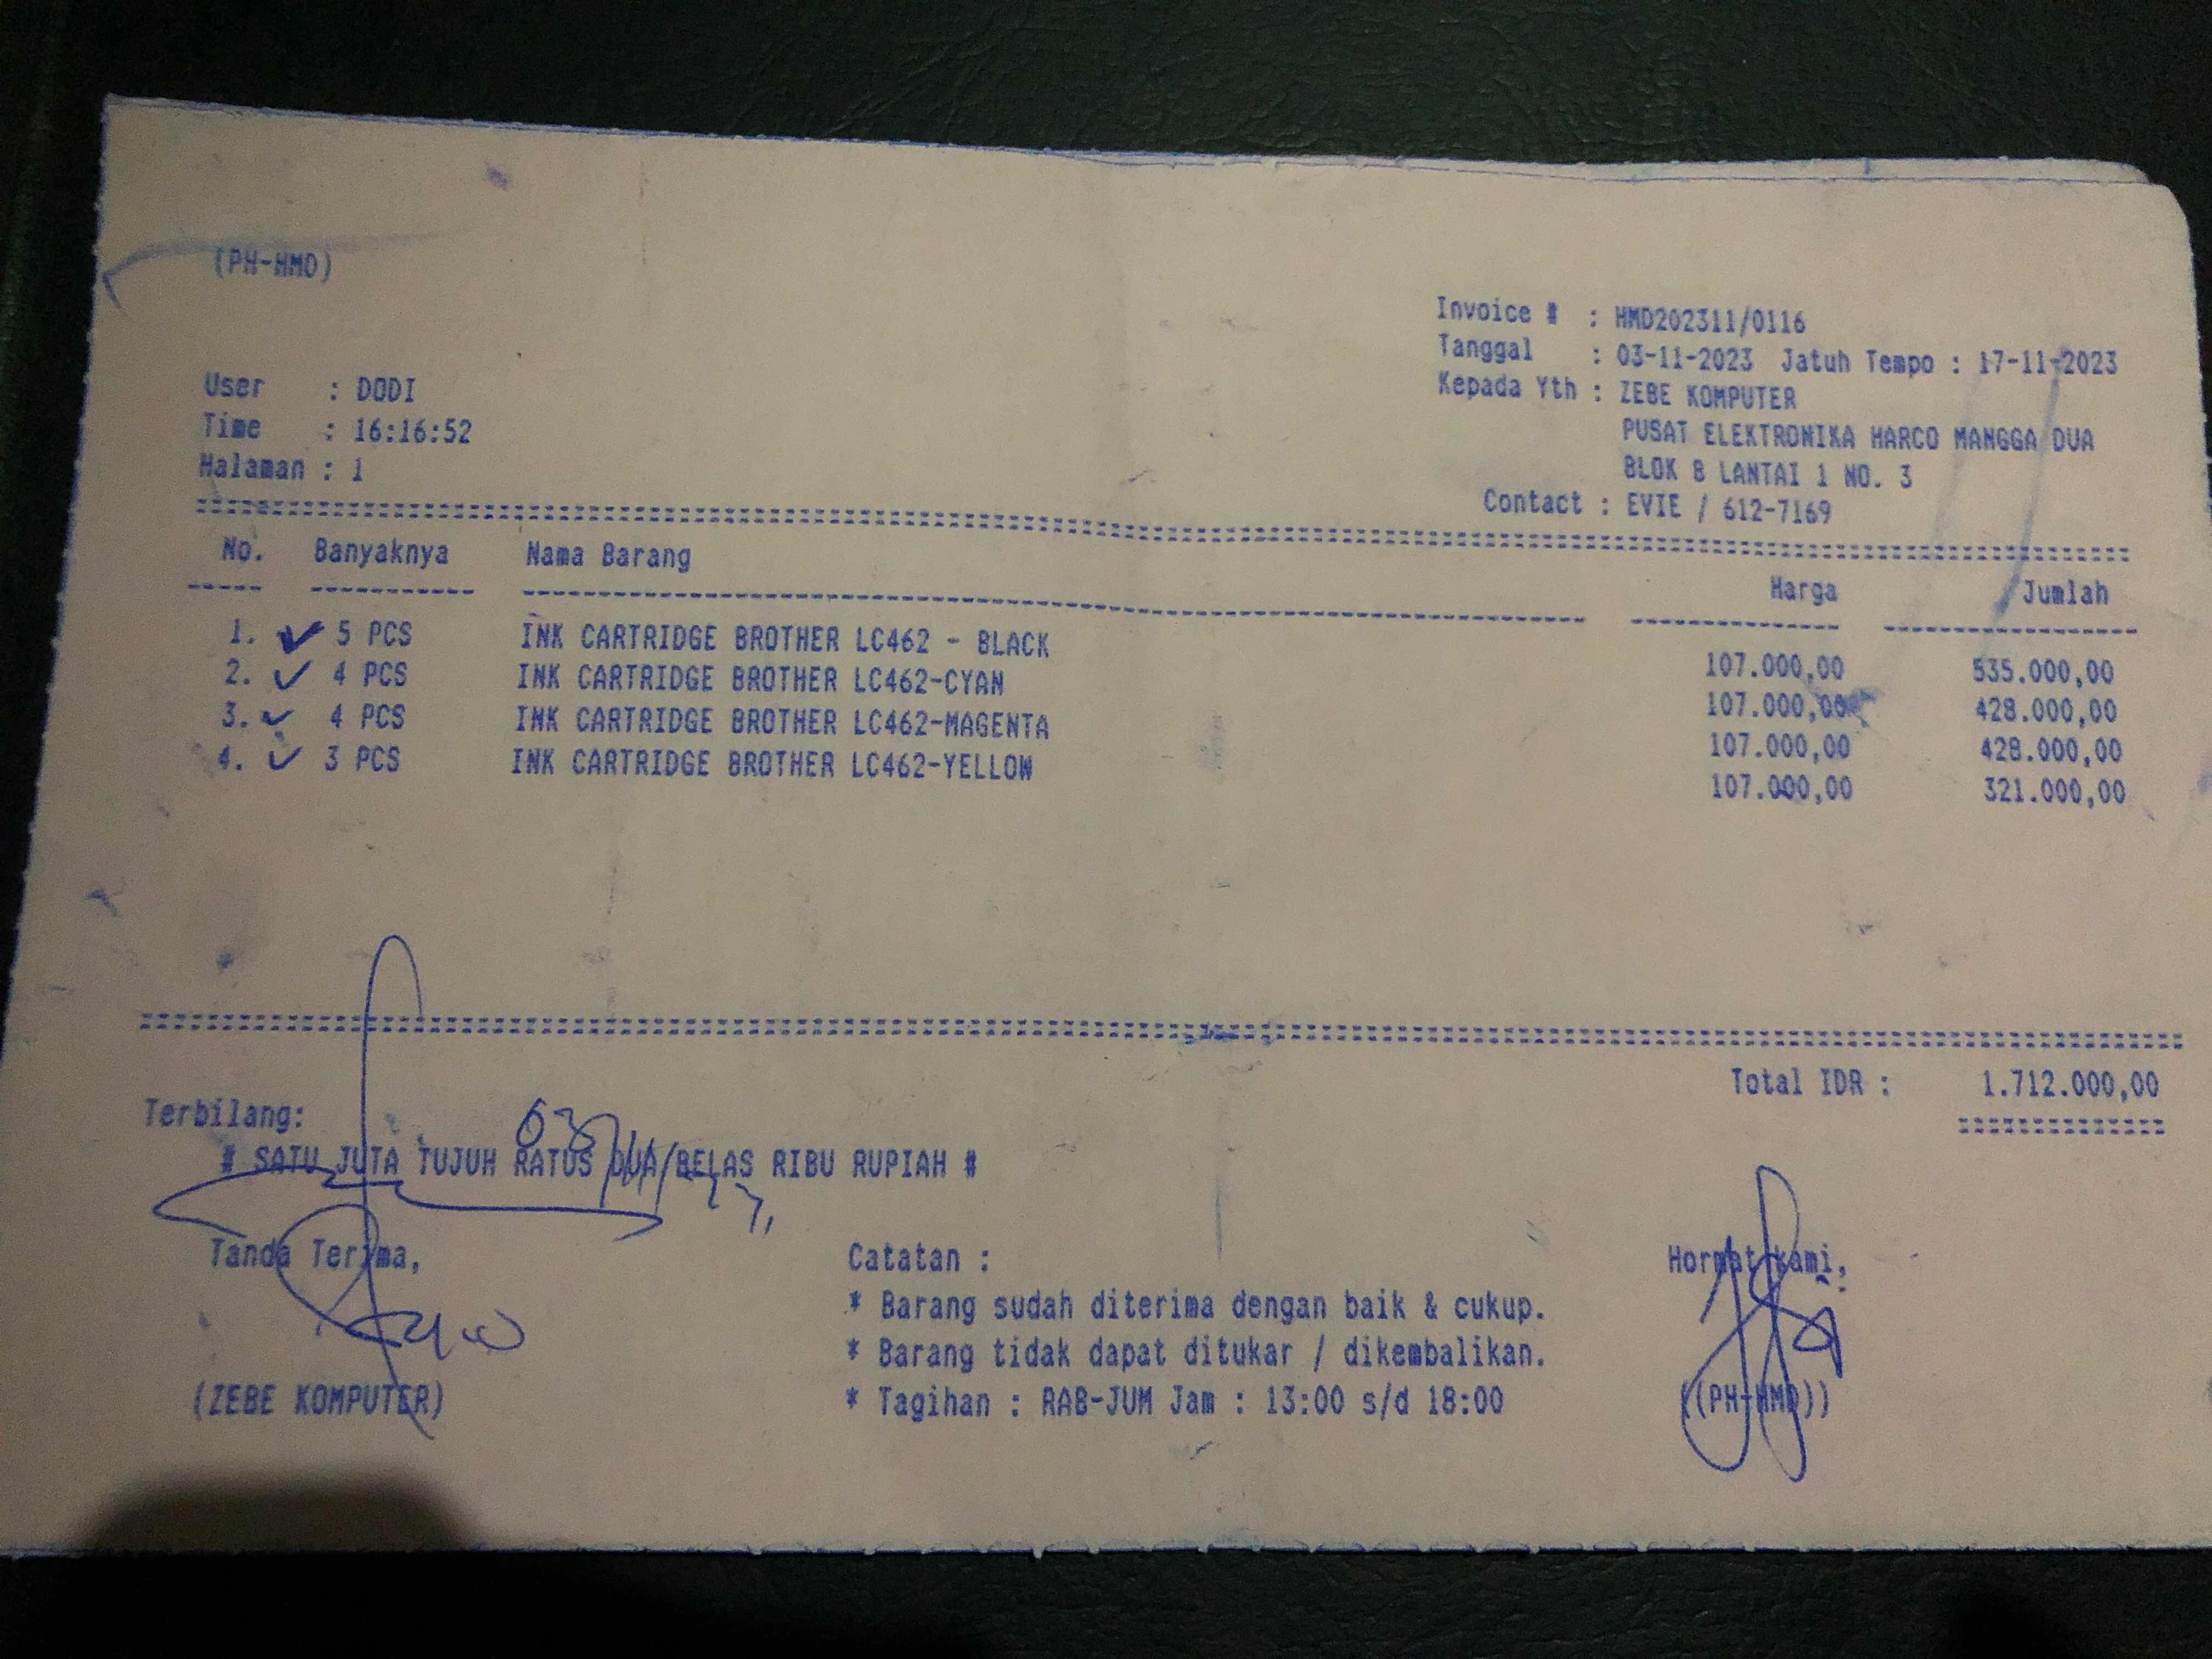 (PH-HMD)
Invoice # : HMD202311/0116
Tanggal : 03-11-2023 Jatuh Tempo : 17-11-2023
Kepada Yth : ZEBE KOMPUTER
PUSAT ELEKTRONIKA HARCO MANGGA DUA
BLOK B LANTAI 1 NO. 3
Contact : EVIE / 612-7169
User : DODI
Time : 16:16:52
Halaman : 1
No. Banyaknya Nama Barang Harga Jumlah
1. 5 PCS INK CARTRIDGE BROTHER LC462 - BLACK 107.000,00 535.000,00
2. 4 PCS INK CARTRIDGE BROTHER LC462-CYAN 107.000,00 428.000,00
3. 4 PCS INK CARTRIDGE BROTHER LC462-MAGENTA 107.000,00 428.000,00
4. 3 PCS INK CARTRIDGE BROTHER LC462-YELLOW 107.000,00 321.000,00
Total IDR : 1.712.000,00
Terbilang:
# SATU JUTA TUJUH RATUS DUA BELAS RIBU RUPIAH #
Tanda Terima,
Catatan :
* Barang sudah diterima dengan baik & cukup.
* Barang tidak dapat ditukar / dikembalikan.
* Tagihan : RAB-JUM Jam : 13:00 s/d 18:00
Hormat kami,
(ZEBE KOMPUTER)
((PH-HMD))